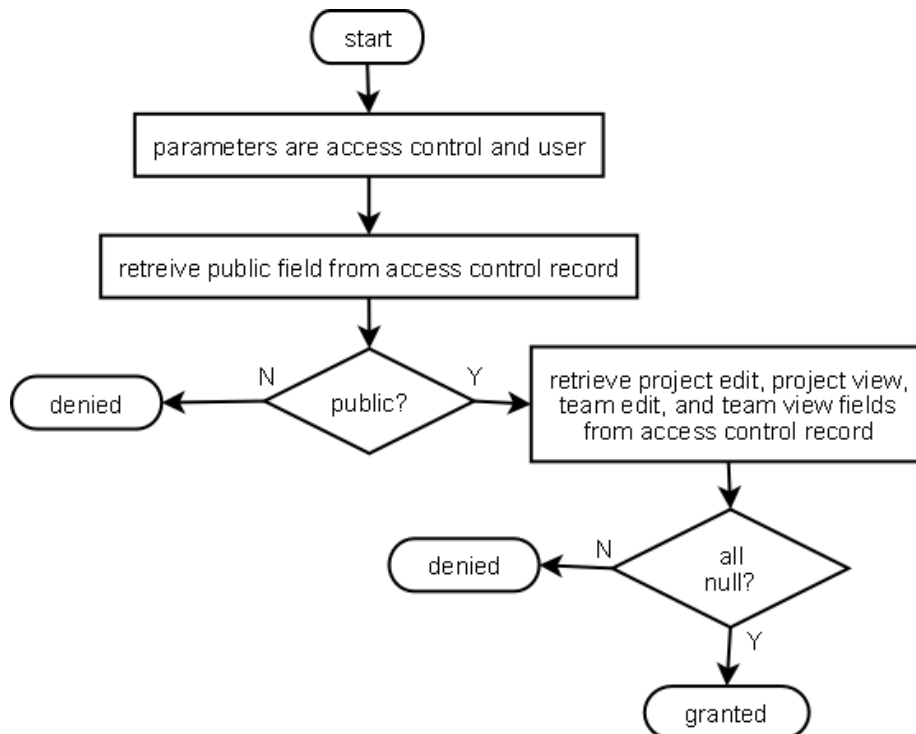 start
parameters are access control and user
retreive public field from access control record
N
Y
denied
public?
retrieve project edit, project view,
team edit, and team view fields
from access control record
N
denied
all
null?
Y
granted